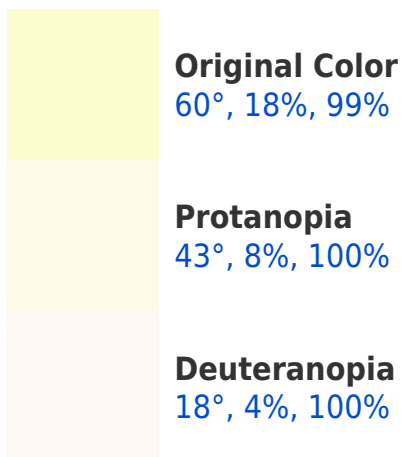 Original Color
60°, 18%, 99%
Protanopia
43°, 8%, 100%
Deuteranopia
18°, 4%, 100%